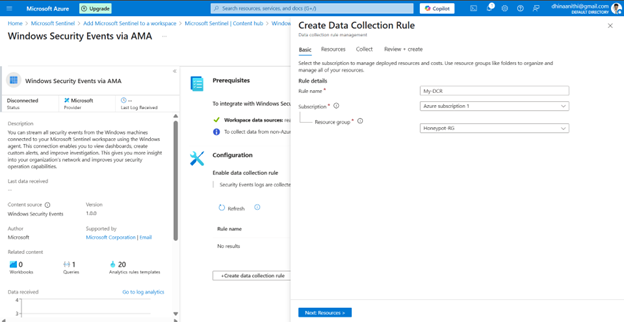 Microsoft Azure
Upgrade
Search resources, services, and docs (G+/)
Copilot
dhinaanithi@gmail.com
DEFAULT DIRECTORY
Home > Microsoft Sentinel > Add Microsoft Sentinel to a workspace > Microsoft Sentinel | Content hub > Window
Windows Security Events via AMA ...
Windows Security Events via AMA
Disconnected
Status
Microsoft
Provider
--
Last Log Received
Description
You can stream all security events from the Windows machines
connected to your Microsoft Sentinel workspace using the Windows
agent. This connection enables you to view dashboards, create
custom alerts, and improve investigation. This gives you more insight
into your organization's network and improves your security
operation capabilities.
Last data received
--
Content source
Windows Security Events
Version
1.0.0
Author
Microsoft
Supported by
Microsoft Corporation | Email
Related content
0
Workbooks
1
Queries
20
Analytics rules templates
Data received
Go to log analytics
4
2
Prerequisites
To integrate with Windows Sec
Workspace data sources: rea
To collect data from non-Az
Configuration
Enable data collection rule
Security Events logs are collecte
Refresh
Rule name
No results
+Create data collection rule
Create Data Collection Rule
Data collection rule management
Basic
Resources
Collect
Review + create
Select the subscription to manage deployed resources and costs. Use resource groups like folders to organize and
manage all of your resources.
Rule details
Rule name *
My-DCR
Subscription *
Azure subscription 1
Resource group *
Honeypot-RG
Next: Resources >